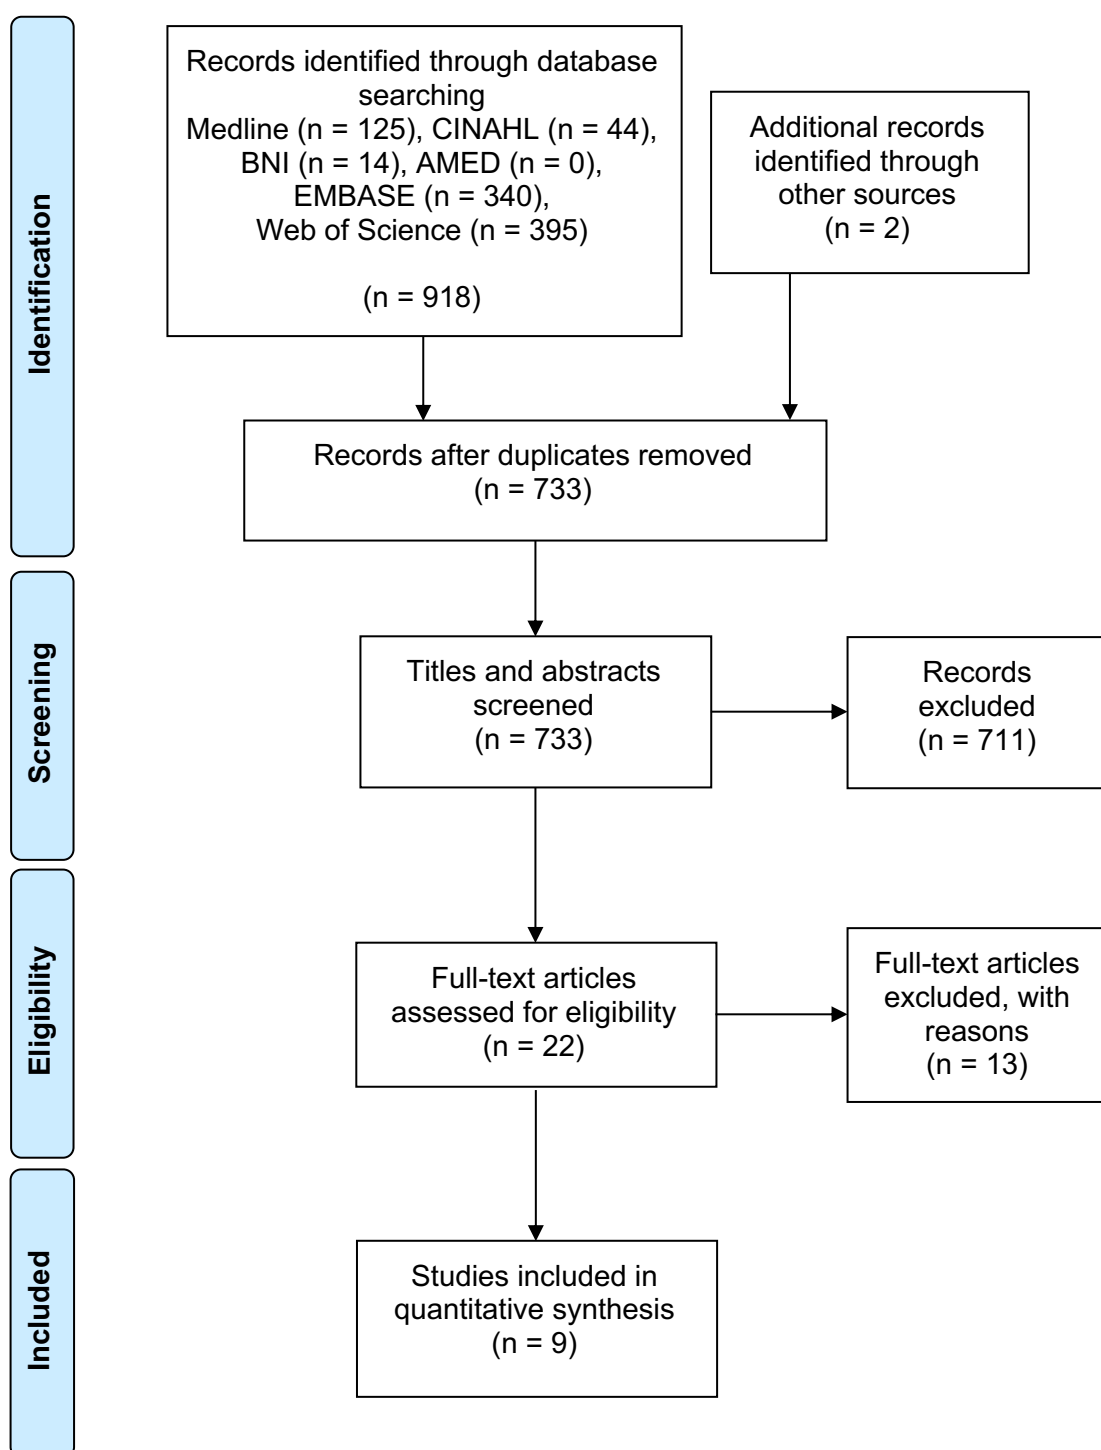 Identification
Records identified through database
searching
Medline (n = 125), CINAHL (n = 44),
BNI (n = 14), AMED (n = 0),
EMBASE (n = 340),
Web of Science (n = 395)
(n = 918)
Additional records
identified through
other sources
(n = 2)
Records after duplicates removed
(n = 733)
Screening
Titles and abstracts
screened
(n = 733)
Records
excluded
(n = 711)
Eligibility
Full-text articles
assessed for eligibility
(n = 22)
Full-text articles
excluded, with
reasons
(n = 13)
Included
Studies included in
quantitative synthesis
(n = 9)